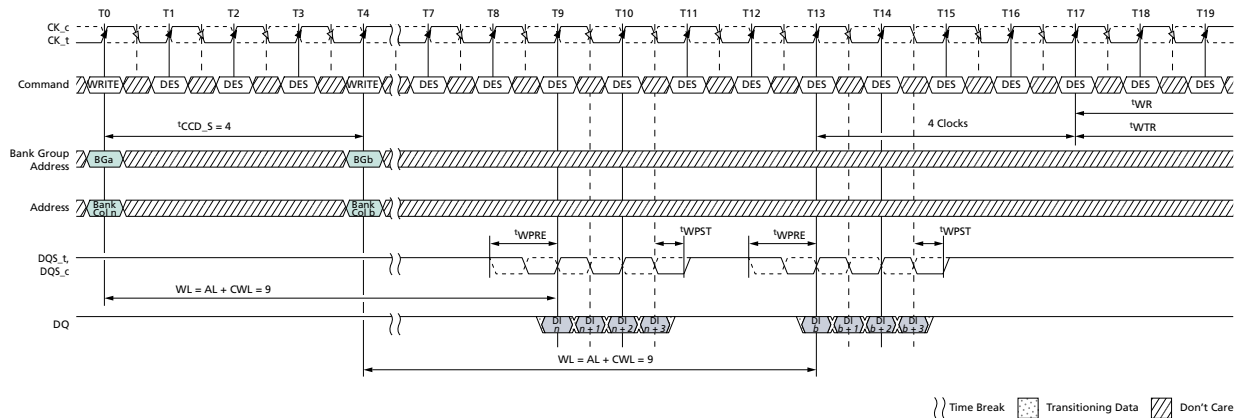 T0 T1 T2 T3 T4 T7 T8 T9 T10 T11 T12 T13 T14 T15 T16 T17 T18 T19
CK_c
CK_t
Command WRITE DES DES DES WRITE DES DES DES DES DES DES DES DES DES DES DES DES DES
tWR
tCCD_S = 4 4 Clocks tWTR
Bank Group
Address BGa BGb
Address Bank
Col n Bank
Col b
tWPRE tWPST tWPRE tWPST
DQS_t,
DQS_c
WL = AL + CWL = 9
DQ DI
n DI
n + 1 DI
n + 2 DI
n + 3 DI
b DI
b + 1 DI
b + 2 DI
b + 3
WL = AL + CWL = 9
Time Break Transitioning Data Don't Care